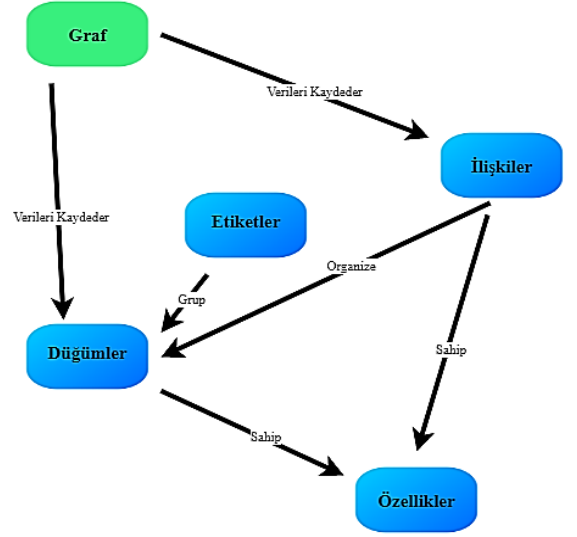 Graf
Verileri Kaydeder
İlişkiler
Verileri Kaydeder
Etiketler
Organize
Grup
Düğümler
Sahip
Sahip
Özellikler